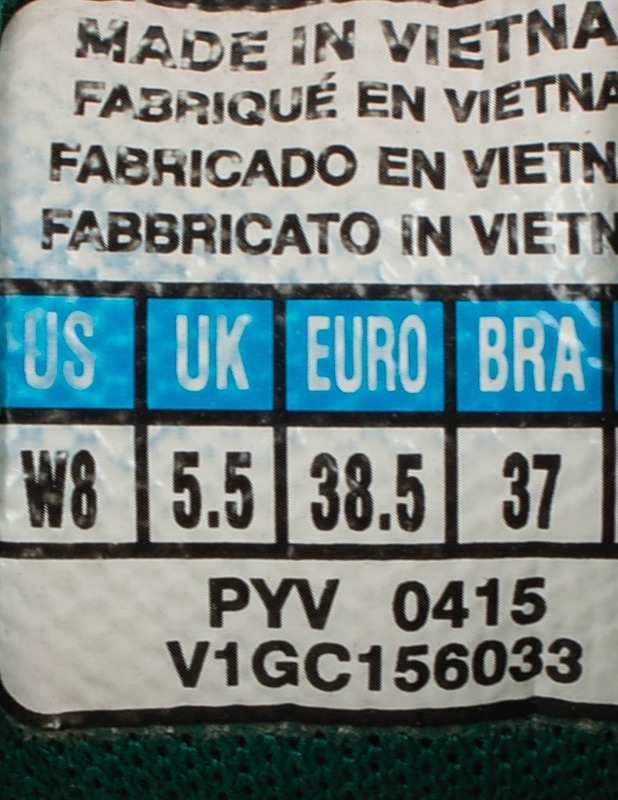 MADE IN VIETNA
FABRIQUÉ EN VIETNA
FABRICADO EN VIETN
FABBRICATO IN VIETN
US UK EURO BRA
W8 5.5 38.5 37
PYV 0415
V1GC156033